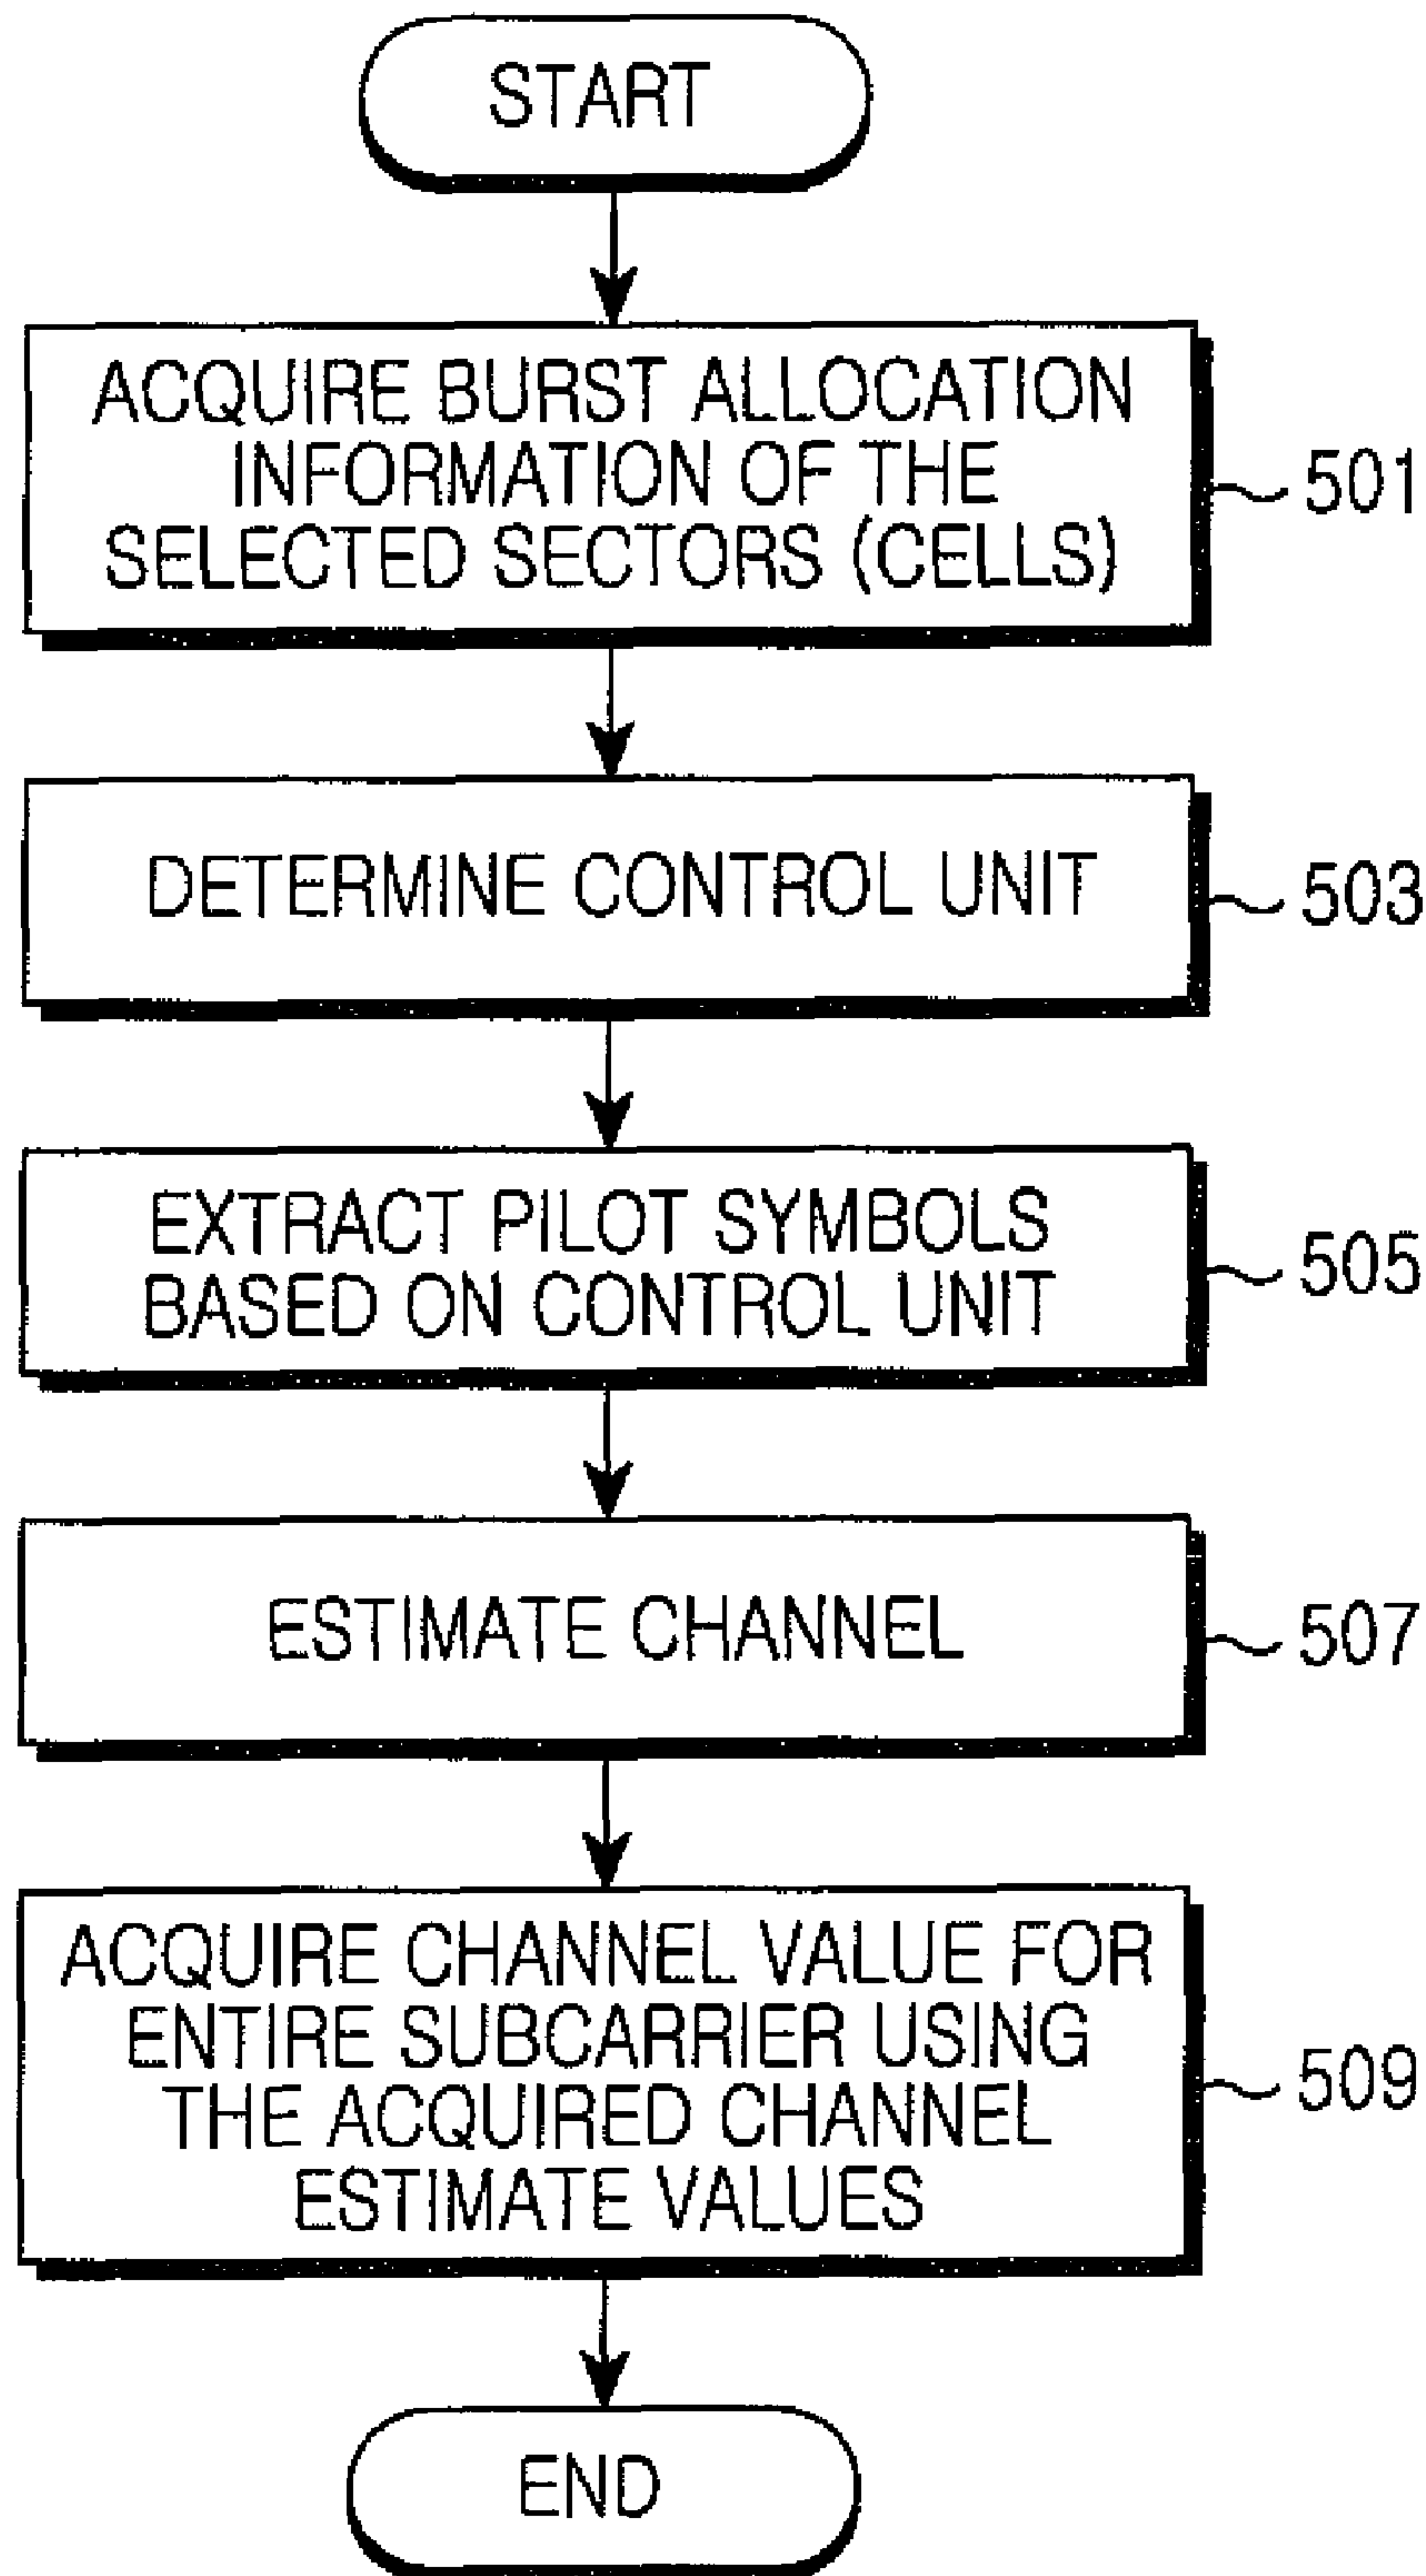 START
ACQUIRE BURST ALLOCATION
INFORMATION OF THE
SELECTED SECTORS (CELLS)
501
DETERMINE CONTROL UNIT
503
EXTRACT PILOT SYMBOLS
BASED ON CONTROL UNIT
505
ESTIMATE CHANNEL
507
ACQUIRE CHANNEL VALUE FOR
ENTIRE SUBCARRIER USING
THE ACQUIRED CHANNEL
ESTIMATE VALUES
509
END